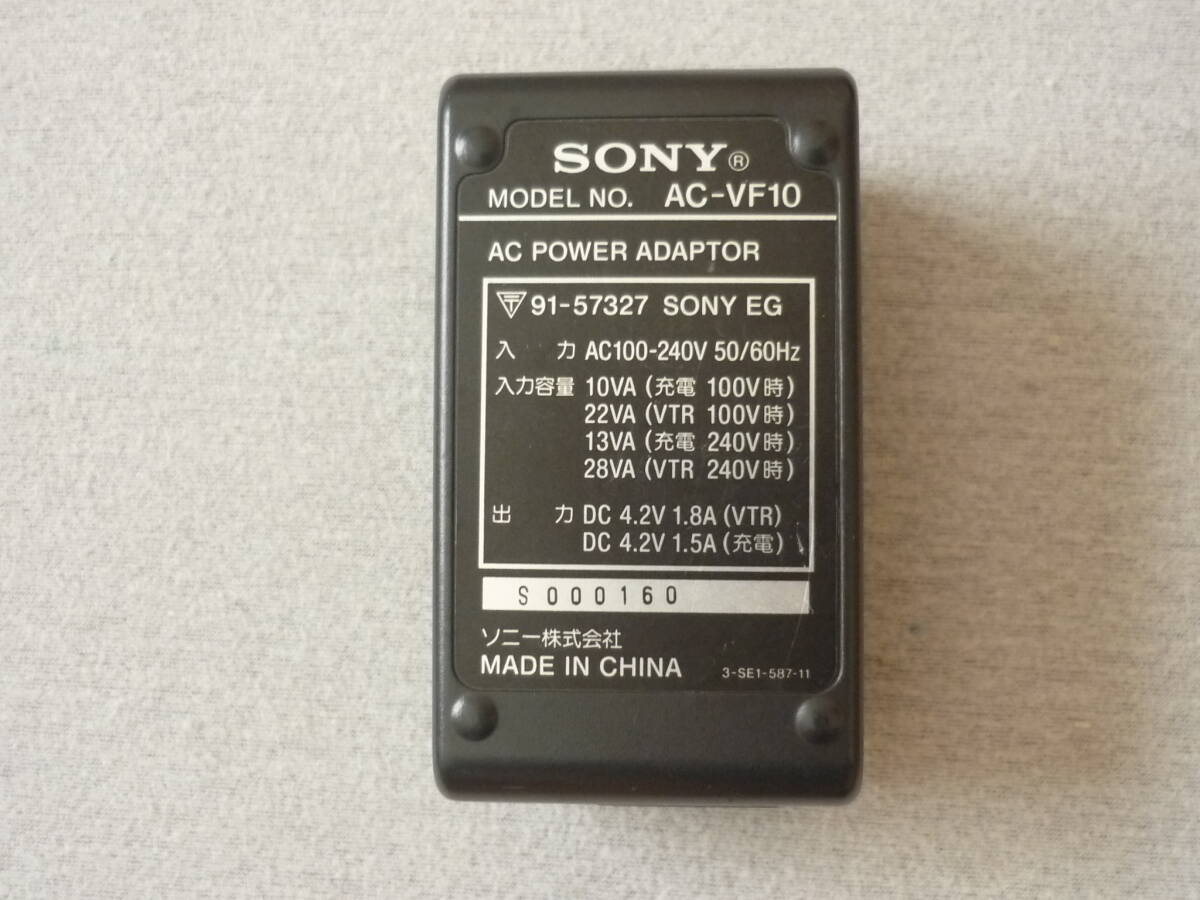 SONY®
MODEL NO. AC-VF10
AC POWER ADAPTOR
91-57327 SONY EG
入力 AC100-240V 50/60Hz
入力容量 10VA (充電 100V時)
22VA (VTR 100V時)
13VA (充電 240V時)
28VA (VTR 240V時)
出力 DC 4.2V 1.8A (VTR)
DC 4.2V 1.5A (充電)
S 000160
ソニー株式会社
MADE IN CHINA 3-SE1-587-11